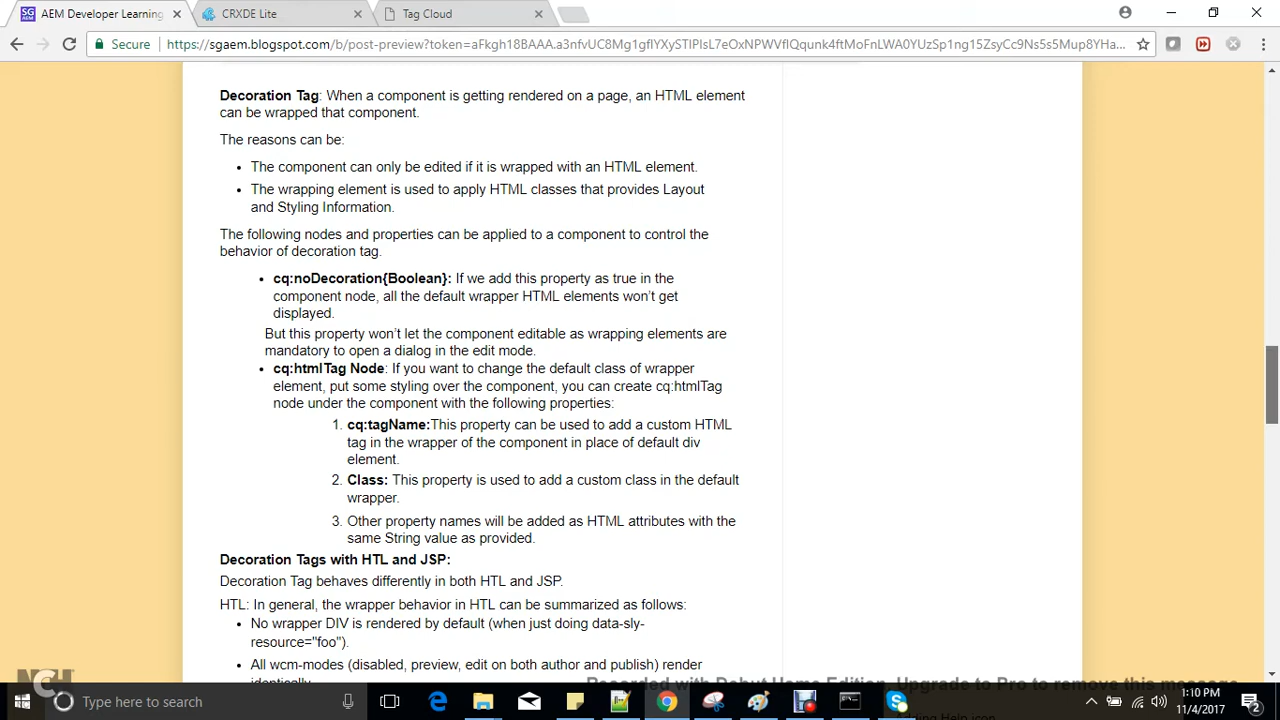 SG AEM
AEM Developer Learning
CRXDE Lite
Tag Cloud
Secure
https://sgaem.blogspot.com/b/post-preview?token=aFkgh18BAAA.a3nfvUC8Mg1gflYXySTlPIsL7eOxNPWVflQqunk4ftMoFnLWA0YUzSp1ng15ZsyCc9Ns5s5Mup8YHa...
Decoration Tag: When a component is getting rendered on a page, an HTML element
can be wrapped that component.
The reasons can be:
• The component can only be edited if it is wrapped with an HTML element.
• The wrapping element is used to apply HTML classes that provides Layout
and Styling Information.
The following nodes and properties can be applied to a component to control the
behavior of decoration tag.
• cq:noDecoration{Boolean}: If we add this property as true in the
component node, all the default wrapper HTML elements won’t get
displayed.
But this property won’t let the component editable as wrapping elements are
mandatory to open a dialog in the edit mode.
• cq:htmlTag Node: If you want to change the default class of wrapper
element, put some styling over the component, you can create cq:htmlTag
node under the component with the following properties:
1. cq:tagName:This property can be used to add a custom HTML
tag in the wrapper of the component in place of default div
element.
2. Class: This property is used to add a custom class in the default
wrapper.
3. Other property names will be added as HTML attributes with the
same String value as provided.
Decoration Tags with HTL and JSP:
Decoration Tag behaves differently in both HTL and JSP.
HTL: In general, the wrapper behavior in HTL can be summarized as follows:
• No wrapper DIV is rendered by default (when just doing data-sly-
resource="foo").
• All wcm-modes (disabled, preview, edit on both author and publish) render
identically.
NCH
Recorded with Debut Home Edition. Upgrade to Pro to remove this message
Type here to search
1:10 PM
11/4/2017
2